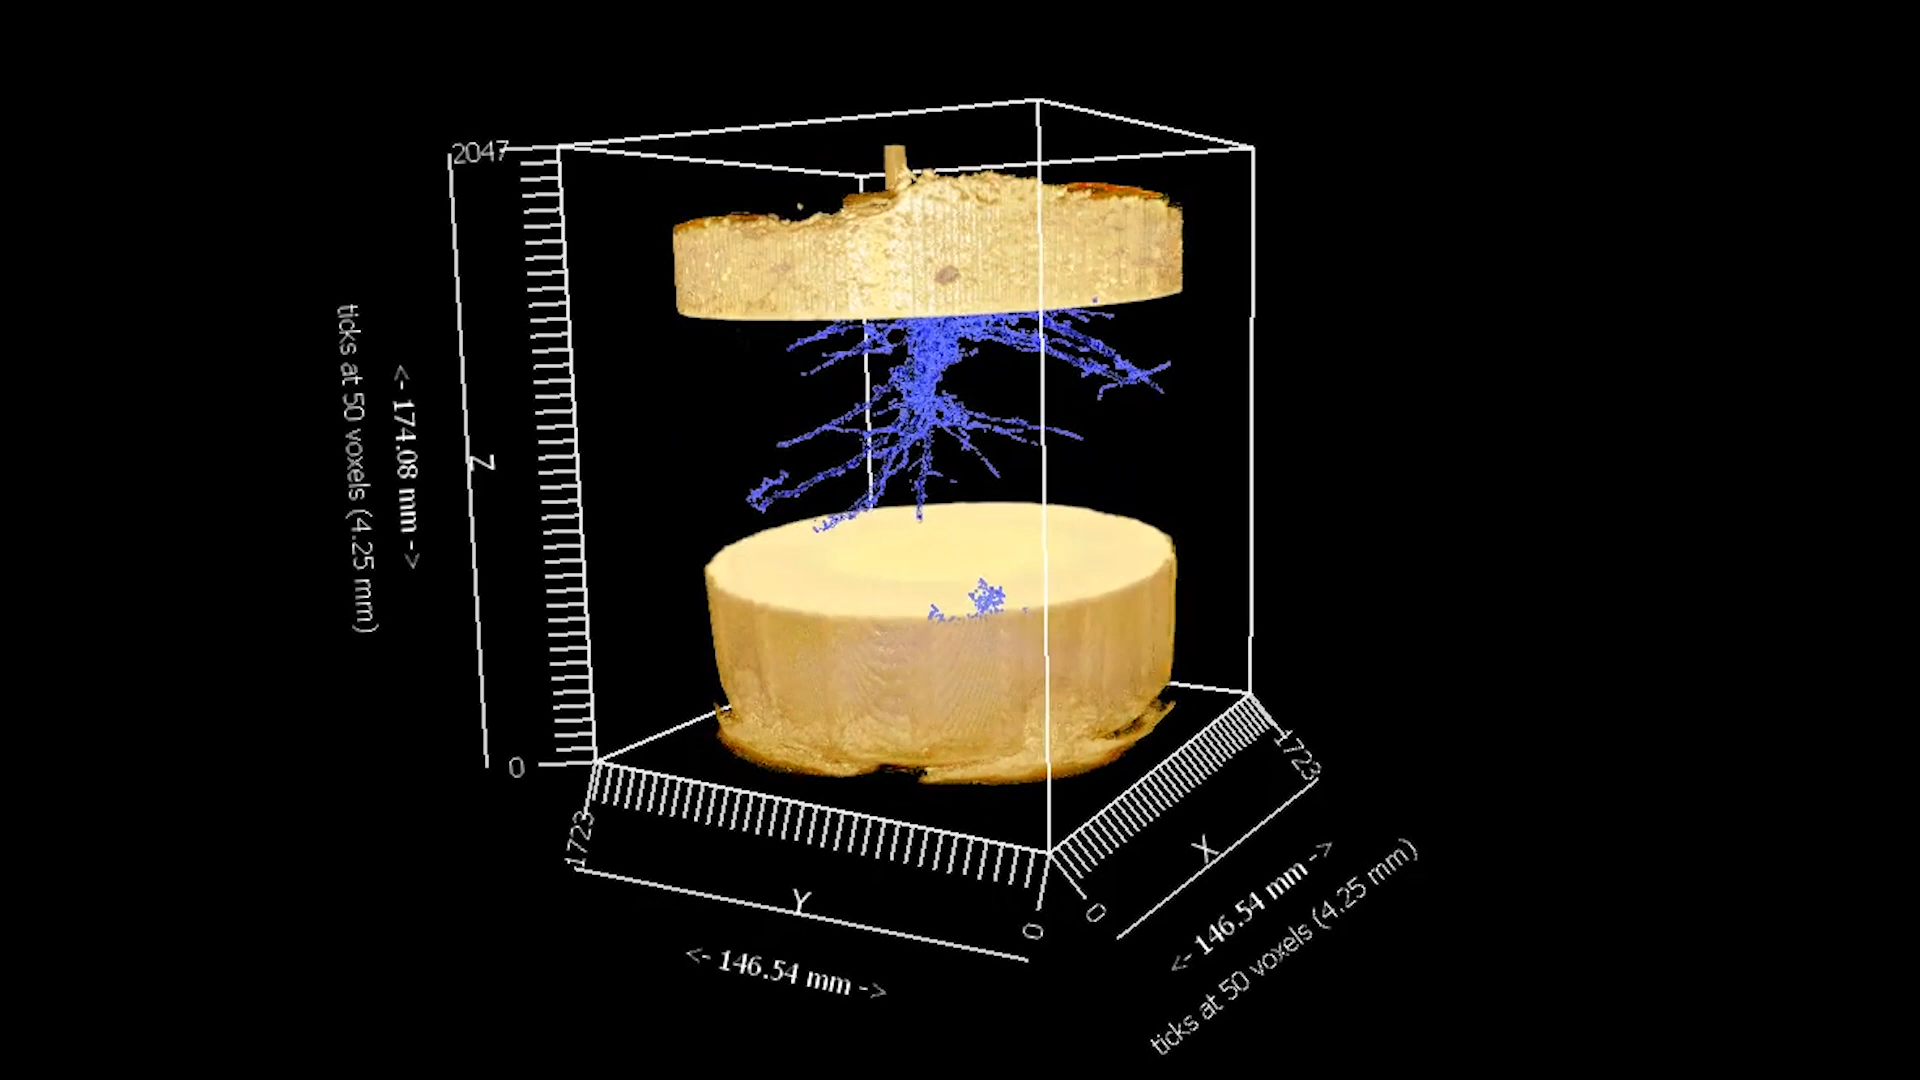 2047
Z
<- 174.08 mm ->
ticks at 50 voxels (4.25 mm)
0
1723
Y
0
<- 146.54 mm ->
0
X
1723
<- 146.54 mm ->
ticks at 50 voxels (4.25 mm)